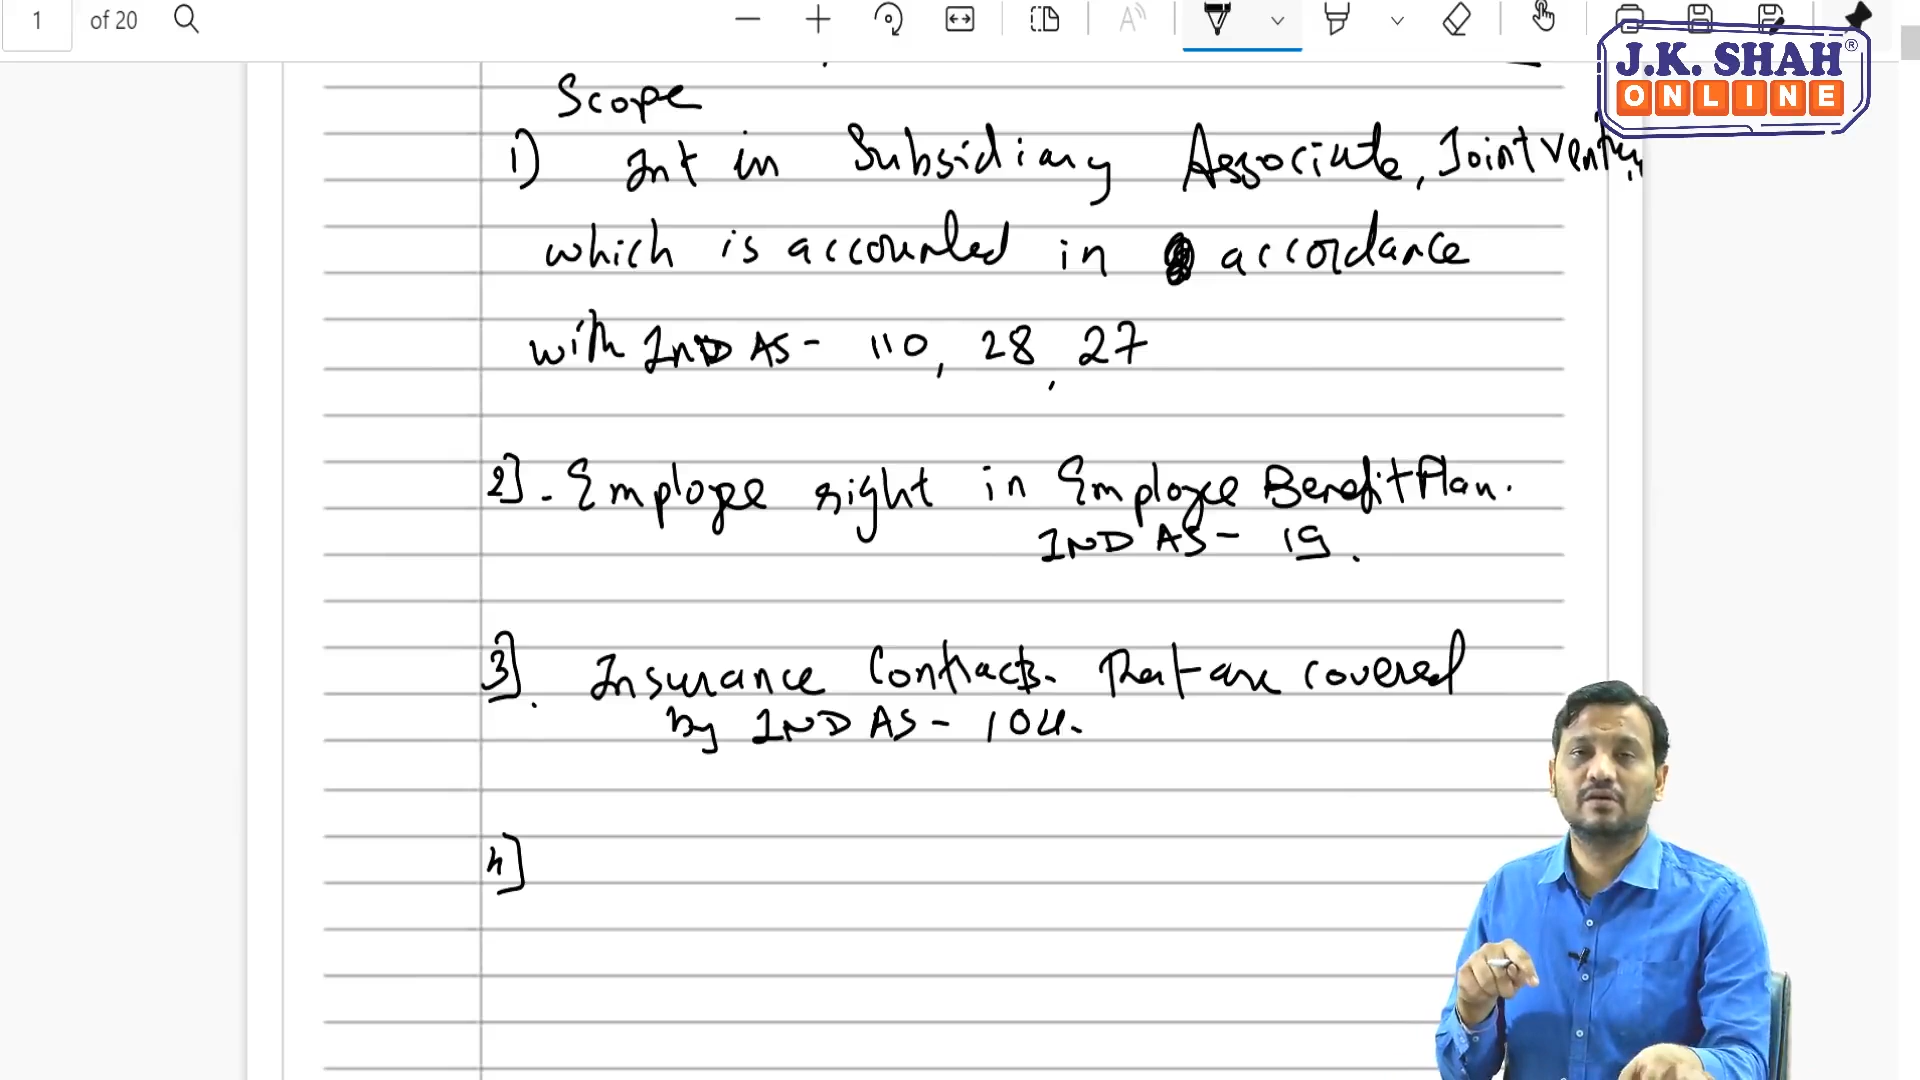 1 of 20
J.K. SHAH®
ONLINE
Scope
1) Int in Subsidiary Associate, Joint Venture,
which is accounted in accordance
with IND AS- 110, 28, 27
2]. Employee right in Employee Benefit Plan.
IND AS- 19.
3]. Insurance Contracts. That are covered
by IND AS- 104.
4]